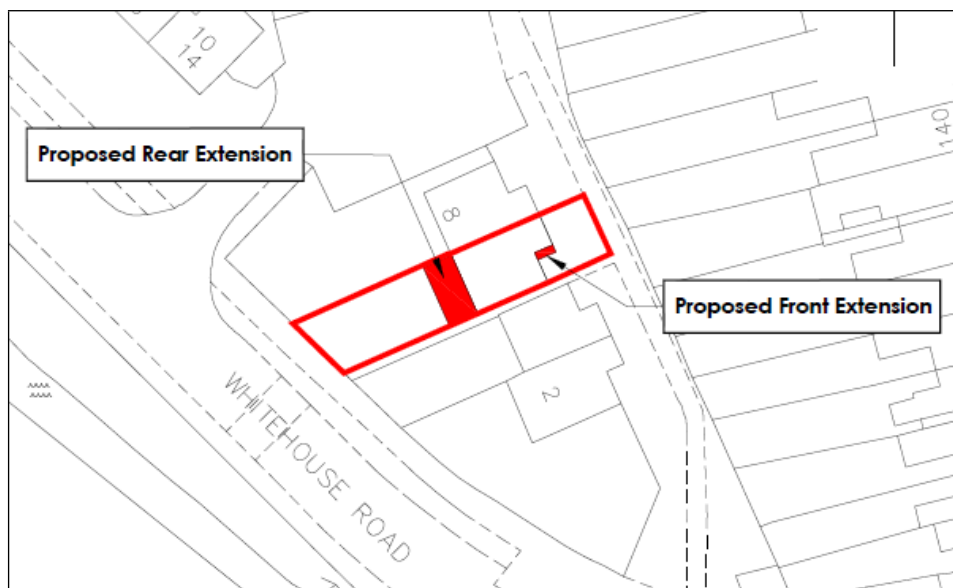 10
14
Proposed Rear Extension
140
8
Proposed Front Extension
2
WHITEHOUSE ROAD